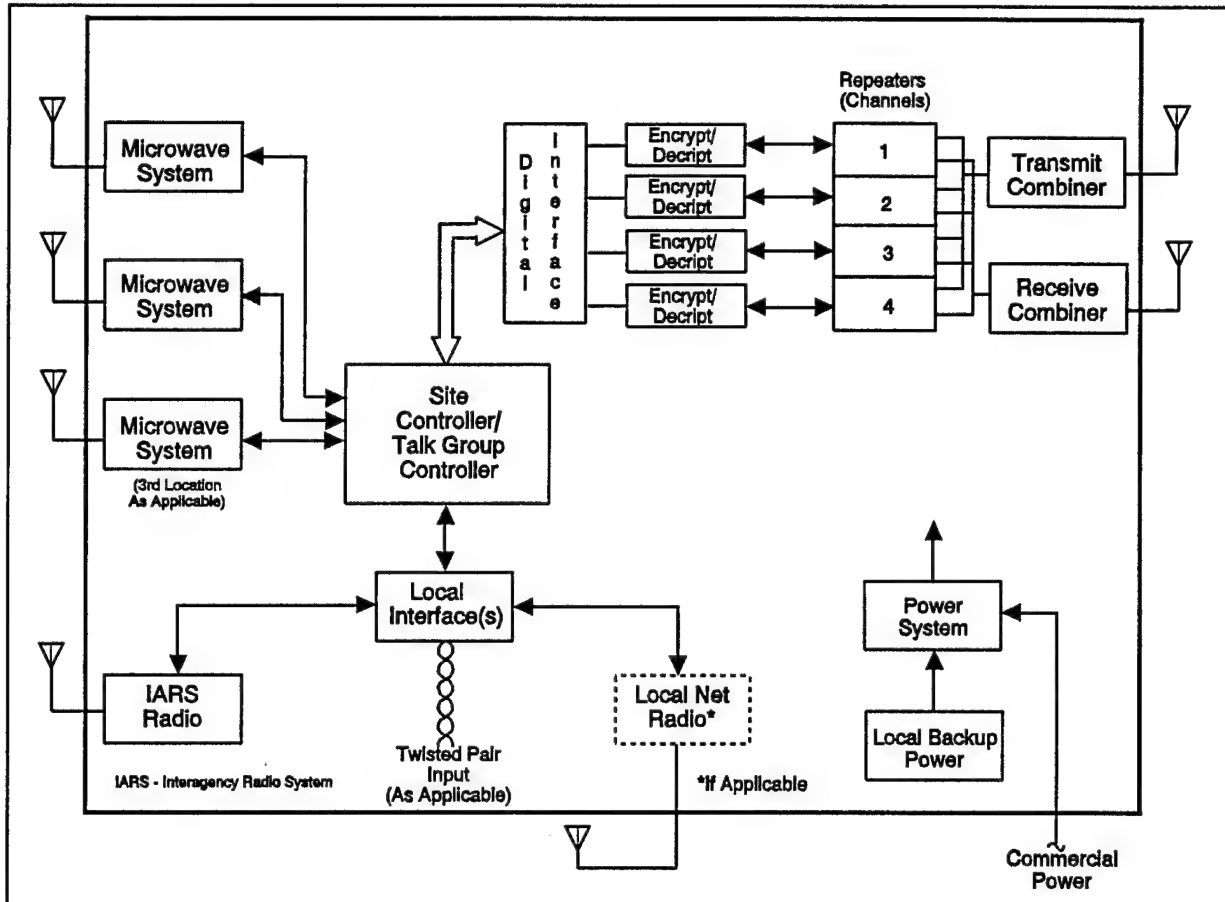 Microwave
System
Microwave
System
Microwave
System
(3rd Location
As Applicable)
Digital
Interface
Encrypt/
Decript
Encrypt/
Decript
Encrypt/
Decript
Encrypt/
Decript
Repeaters
(Channels)
1
2
3
4
Transmit
Combiner
Receive
Combiner
Site
Controller/
Talk Group
Controller
Local
Interface(s)
IARS
Radio
IARS - Interagency Radio System
Twisted Pair
Input
(As Applicable)
Local Net
Radio*
*If Applicable
Power
System
Local Backup
Power
Commercial
Power